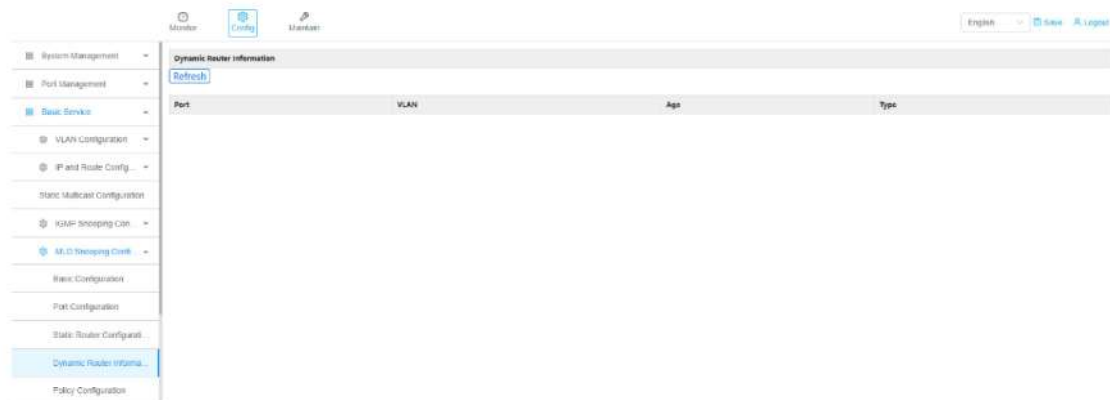 Monitor Config Maintain
English Save Logout
System Management
Port Management
Basic Service
VLAN Configuration
IP and Route Config...
Static Multicast Configuration
IGMP Snooping Con...
MLD Snooping Confi...
Basic Configuration
Port Configuration
Static Router Configurati...
Dynamic Router Informa...
Policy Configuration
Dynamic Router Information
Refresh
Port VLAN Age Type